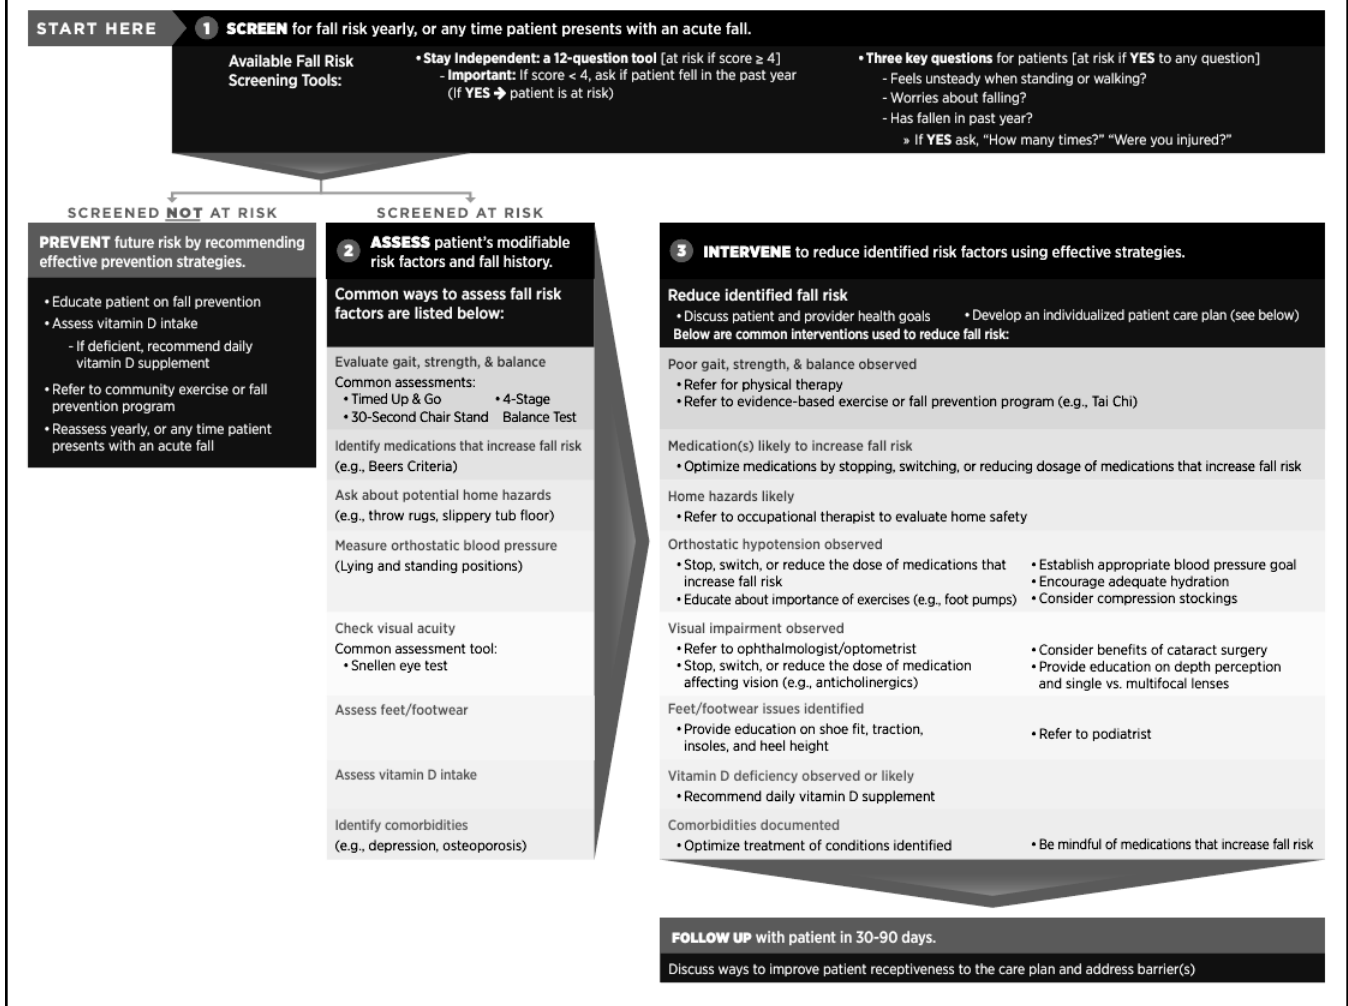 START HERE
1 SCREEN for fall risk yearly, or any time patient presents with an acute fall.
Available Fall Risk
Screening Tools:
• Stay Independent: a 12-question tool [at risk if score ≥ 4]
- Important: If score < 4, ask if patient fell in the past year
(If YES → patient is at risk)
• Three key questions for patients [at risk if YES to any question]
- Feels unsteady when standing or walking?
- Worries about falling?
- Has fallen in past year?
» If YES ask, “How many times?” “Were you injured?”
SCREENED NOT AT RISK
PREVENT future risk by recommending
effective prevention strategies.
• Educate patient on fall prevention
• Assess vitamin D intake
- If deficient, recommend daily
vitamin D supplement
• Refer to community exercise or fall
prevention program
• Reassess yearly, or any time patient
presents with an acute fall
SCREENED AT RISK
2 ASSESS patient’s modifiable
risk factors and fall history.
Common ways to assess fall risk
factors are listed below:
Evaluate gait, strength, & balance
Common assessments:
• Timed Up & Go • 4-Stage
• 30-Second Chair Stand Balance Test
Identify medications that increase fall risk
(e.g., Beers Criteria)
Ask about potential home hazards
(e.g., throw rugs, slippery tub floor)
Measure orthostatic blood pressure
(Lying and standing positions)
Check visual acuity
Common assessment tool:
• Snellen eye test
Assess feet/footwear
Assess vitamin D intake
Identify comorbidities
(e.g., depression, osteoporosis)
3 INTERVENE to reduce identified risk factors using effective strategies.
Reduce identified fall risk
• Discuss patient and provider health goals • Develop an individualized patient care plan (see below)
Below are common interventions used to reduce fall risk:
Poor gait, strength, & balance observed
• Refer for physical therapy
• Refer to evidence-based exercise or fall prevention program (e.g., Tai Chi)
Medication(s) likely to increase fall risk
• Optimize medications by stopping, switching, or reducing dosage of medications that increase fall risk
Home hazards likely
• Refer to occupational therapist to evaluate home safety
Orthostatic hypotension observed
• Stop, switch, or reduce the dose of medications that
increase fall risk
• Educate about importance of exercises (e.g., foot pumps)
• Establish appropriate blood pressure goal
• Encourage adequate hydration
• Consider compression stockings
Visual impairment observed
• Refer to ophthalmologist/optometrist
• Stop, switch, or reduce the dose of medication
affecting vision (e.g., anticholinergics)
• Consider benefits of cataract surgery
• Provide education on depth perception
and single vs. multifocal lenses
Feet/footwear issues identified
• Provide education on shoe fit, traction,
insoles, and heel height
• Refer to podiatrist
Vitamin D deficiency observed or likely
• Recommend daily vitamin D supplement
Comorbidities documented
• Optimize treatment of conditions identified
• Be mindful of medications that increase fall risk
FOLLOW UP with patient in 30-90 days.
Discuss ways to improve patient receptiveness to the care plan and address barrier(s)